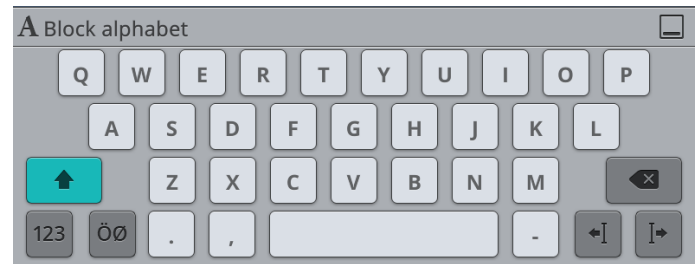 A Block alphabet
Q W E R T Y U I O P
A S D F G H J K L
Z X C V B N M
123 ÖØ . , -